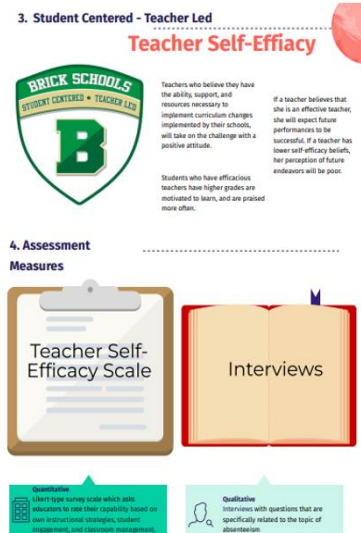 3. Student Centered - Teacher Led
Teacher Self-Effiacy
BRICK SCHOOLS
STUDENT CENTERED • TEACHER LED
B
Teachers who believe they have
the ability, support, and
resources necessary to
implement curriculum changes
implemented by their schools,
will take on the challenge with a
positive attitude.
Students who have efficacious
teachers have higher grades are
motivated to learn, and are praised
more often.
If a teacher believes that
she is an effective teacher,
she will expect future
performances to be
successful. If a teacher has
lower self-efficacy beliefs,
her perception of future
endeavors will be poor.
4. Assessment
Measures
Teacher Self-
Efficacy Scale
Interviews
Quantitative
Likert-type survey scale which asks
educators to rate their capability based on
own instructional strategies, student
engagement, and classroom management.
Qualitative
Interviews with questions that are
specifically related to the topic of
absenteeism